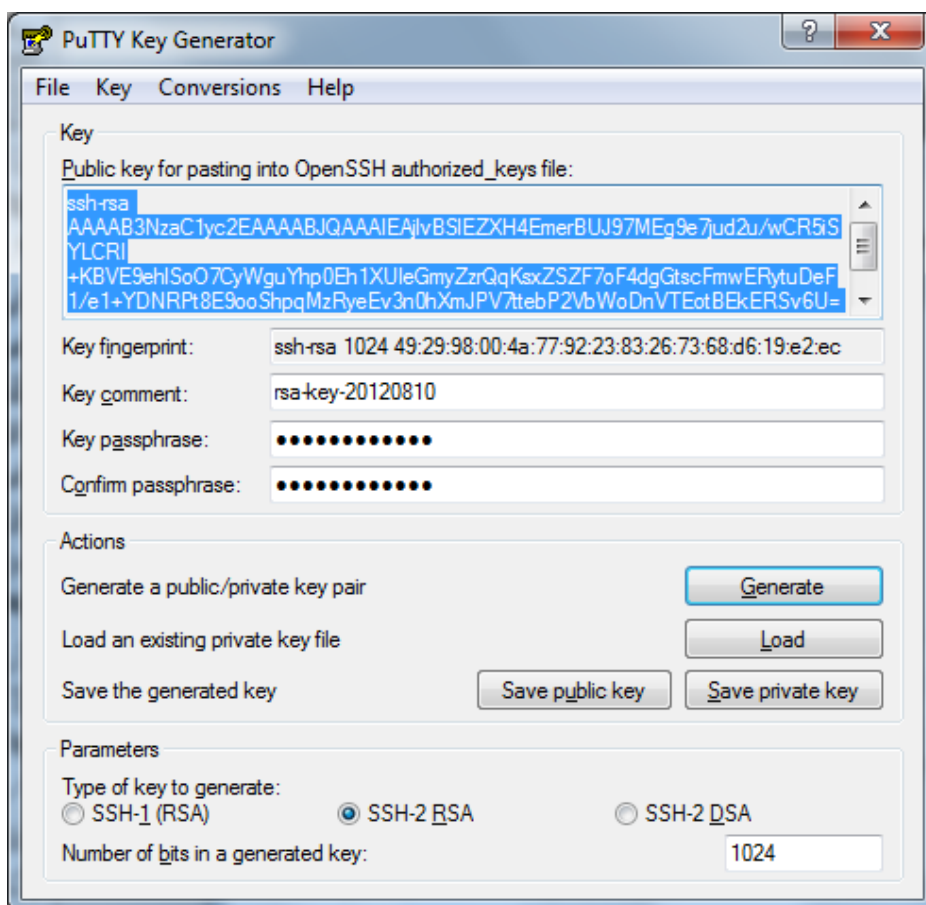 PuTTY Key Generator
File Key Conversions Help
Key
Public key for pasting into OpenSSH authorized_keys file:
ssh-rsa
AAAAB3NzaC1yc2EAAAABJQAAAIEAjlvBSIEZXH4EmerBUJ97MEg9e7jud2u/wCR5iS
YLCRI
+KBVE9ehISoO7CyWguYhp0Eh1XUIeGmyZzrQqKsxZSZF7oF4dgGtscFmwERytuDeF
1/e1+YDNRPt8E9ooShpqMzRyeEv3n0hXmJPV7ttebP2VbWoDnVTEotBEkERSv6U=
Key fingerprint: ssh-rsa 1024 49:29:98:00:4a:77:92:23:83:26:73:68:d6:19:e2:ec
Key comment: rsa-key-20120810
Key passphrase: ●●●●●●●●●●●●
Confirm passphrase: ●●●●●●●●●●●●
Actions
Generate a public/private key pair Generate
Load an existing private key file Load
Save the generated key Save public key Save private key
Parameters
Type of key to generate:
SSH-1 (RSA) SSH-2 RSA SSH-2 DSA
Number of bits in a generated key: 1024